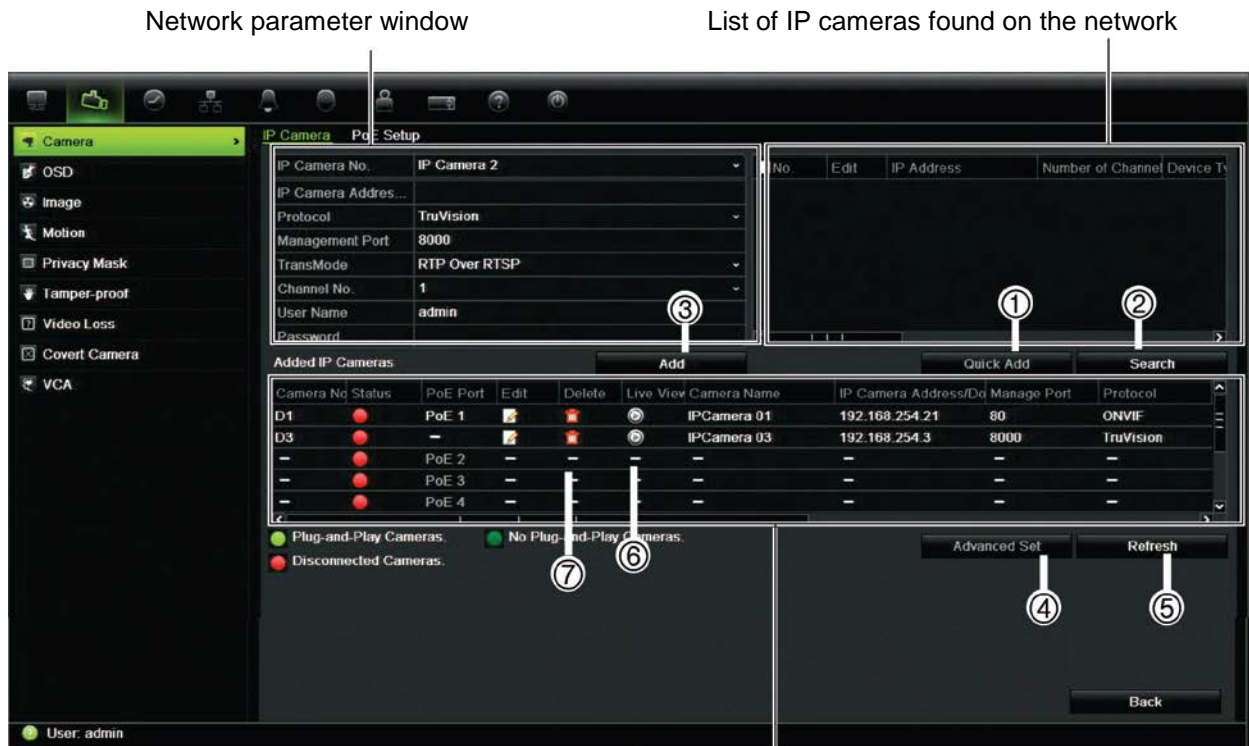 Network parameter window
List of IP cameras found on the network
Camera
OSD
Image
Motion
Privacy Mask
Tamper-proof
Video Loss
Covert Camera
VCA
IP Camera PoE Setup
IP Camera No. IP Camera 2
IP Camera Addres...
Protocol TruVision
Management Port 8000
TransMode RTP Over RTSP
Channel No. 1
User Name admin
Password
No. Edit IP Address Number of Channel Device Ty
③ ① ②
Added IP Cameras Add Quick Add Search
Camera No Status PoE Port Edit Delete Live View Camera Name IP Camera Address/Do Manage Port Protocol
D1 PoE 1 IPCamera 01 192.168.254.21 80 ONVIF
D3 – IPCamera 03 192.168.254.3 8000 TruVision
– PoE 2 – – – – – – –
– PoE 3 – – – – – –
– PoE 4 – – – – – –
Plug-and-Play Cameras. No Plug-and-Play Cameras.
Disconnected Cameras.
Advanced Set Refresh
⑦ ⑥ ④ ⑤
Back
User: admin